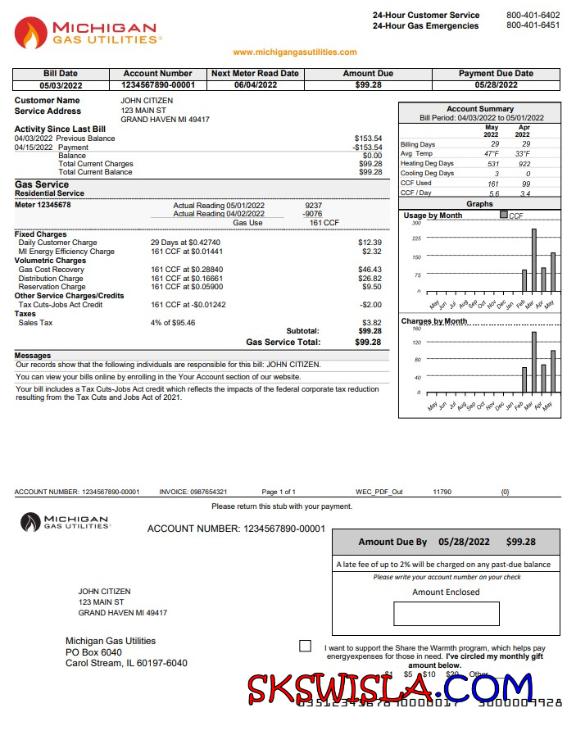 MICHIGAN
GAS UTILITIES
24-Hour Customer Service 800-401-6402
24-Hour Gas Emergencies 800-401-6451
www.michigangasutilities.com
Bill Date Account Number Next Meter Read Date Amount Due Payment Due Date
05/03/2022 1234567890-00001 06/04/2022 $99.28 05/28/2022
Customer Name JOHN CITIZEN
Service Address 123 MAIN ST
GRAND HAVEN MI 49417
Activity Since Last Bill
04/03/2022 Previous Balance $153.54
04/15/2022 Payment -$153.54
Balance $0.00
Total Current Charges $99.28
Total Current Balance $99.28
Gas Service
Residential Service
Meter 12345678 Actual Reading 05/01/2022 9237
Actual Reading 04/02/2022 -9076
Gas Use 161 CCF
Fixed Charges
Daily Customer Charge 29 Days at $0.42740 $12.39
MI Energy Efficiency Charge 161 CCF at $0.01441 $2.32
Volumetric Charges
Gas Cost Recovery 161 CCF at $0.28840 $46.43
Distribution Charge 161 CCF at $0.16661 $26.82
Reservation Charge 161 CCF at $0.05900 $9.50
Other Service Charges/Credits
Tax Cuts-Jobs Act Credit 161 CCF at -$0.01242 -$2.00
Taxes
Sales Tax 4% of $95.46 $3.82
Subtotal: $99.28
Gas Service Total: $99.28
Messages
Our records show that the following individuals are responsible for this bill: JOHN CITIZEN.
You can view your bills online by enrolling in the Your Account section of our website.
Your bill includes a Tax Cuts-Jobs Act credit which reflects the impacts of the federal corporate tax reduction
resulting from the Tax Cuts and Jobs Act of 2021.
Account Summary
Bill Period: 04/03/2022 to 05/01/2022
May Apr
2022 2022
Billing Days 29 29
Avg Temp 47°F 33°F
Heating Deg Days 531 922
Cooling Deg Days 3 0
CCF Used 161 99
CCF / Day 5.6 3.4
Graphs
Usage by Month CCF
300
225
150
75
0
May Jun Jul Aug Sep Oct Nov Dec Jan Feb Mar Apr May
Charges by Month
160
120
80
40
0
May Jun Jul Aug Sep Oct Nov Dec Jan Feb Mar Apr May
ACCOUNT NUMBER: 1234567890-00001 INVOICE: 0987654321 Page 1 of 1 WEC_PDF_Out 11790 (0)
Please return this stub with your payment.
MICHIGAN
GAS UTILITIES
ACCOUNT NUMBER: 1234567890-00001
Amount Due By 05/28/2022 $99.28
A late fee of up to 2% will be charged on any past-due balance
Please write your account number on your check
Amount Enclosed
JOHN CITIZEN
123 MAIN ST
GRAND HAVEN MI 49417
Michigan Gas Utilities
PO Box 6040
Carol Stream, IL 60197-6040
I want to support the Share the Warmth program, which helps pay
energyexpenses for those in need. I've circled my monthly gift
amount below.
$1 $5 $10 $20 Other
SKSWISLA.COM